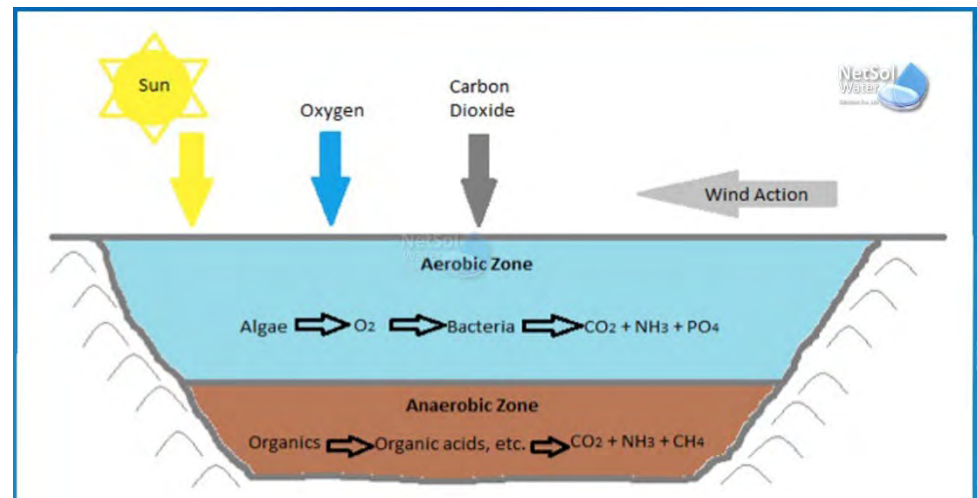 Sun
Oxygen
Carbon
Dioxide
NetSol
Water
Wind Action
NetSol
Aerobic Zone
Algae O2 Bacteria CO2 + NH3 + PO4
Anaerobic Zone
Organics Organic acids, etc. CO2 + NH3 + CH4